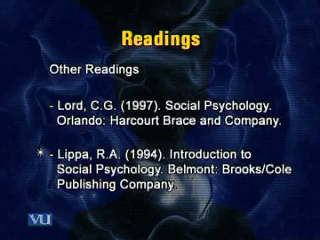 Readings
Other Readings
- Lord, C.G. (1997). Social Psychology.
Orlando: Harcourt Brace and Company.
- Lippa, R.A. (1994). Introduction to
Social Psychology. Belmont: Brooks/Cole
Publishing Company.
VU